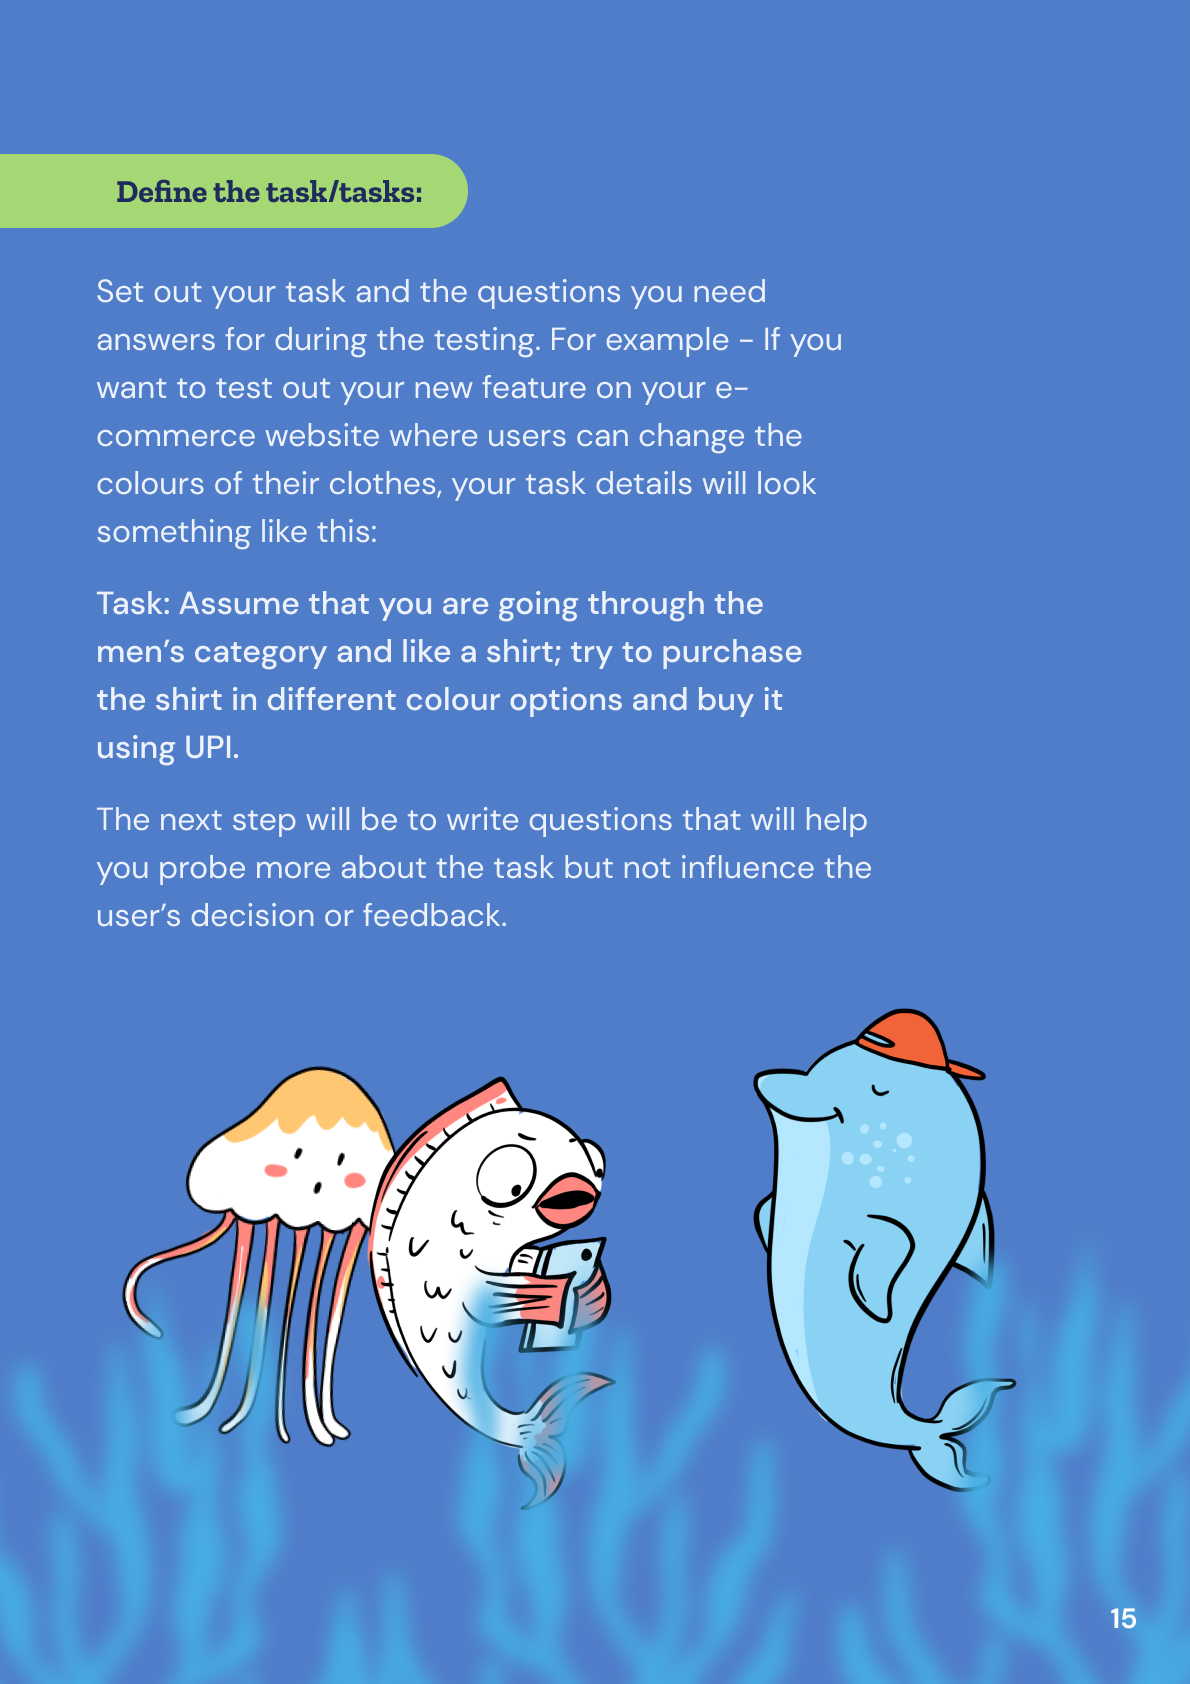 Define the task/tasks:
Set out your task and the questions you need
answers for during the testing. For example - If you
want to test out your new feature on your e-
commerce website where users can change the
colours of their clothes, your task details will look
something like this:
Task: Assume that you are going through the
men’s category and like a shirt; try to purchase
the shirt in different colour options and buy it
using UPI.
The next step will be to write questions that will help
you probe more about the task but not influence the
user’s decision or feedback.
15